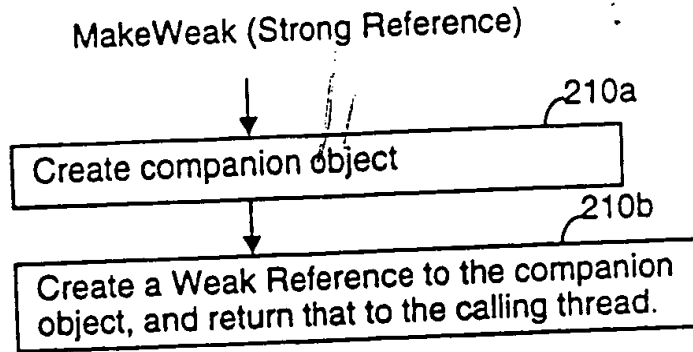 MakeWeak (Strong Reference)
210a
Create companion object
210b
Create a Weak Reference to the companion
object, and return that to the calling thread.